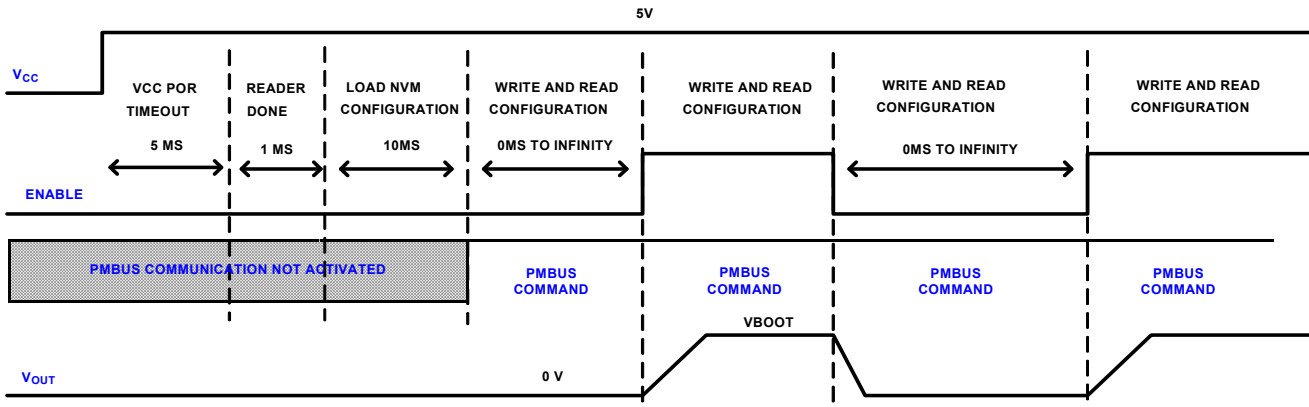 5V
VCC
VCC POR
TIMEOUT
5 MS
READER
DONE
1 MS
LOAD NVM
CONFIGURATION
10MS
WRITE AND READ
CONFIGURATION
0MS TO INFINITY
WRITE AND READ
CONFIGURATION
WRITE AND READ
CONFIGURATION
0MS TO INFINITY
WRITE AND READ
CONFIGURATION
ENABLE
PMBUS COMMUNICATION NOT ACTIVATED
PMBUS
COMMAND
PMBUS
COMMAND
PMBUS
COMMAND
PMBUS
COMMAND
VBOOT
VOUT
0 V